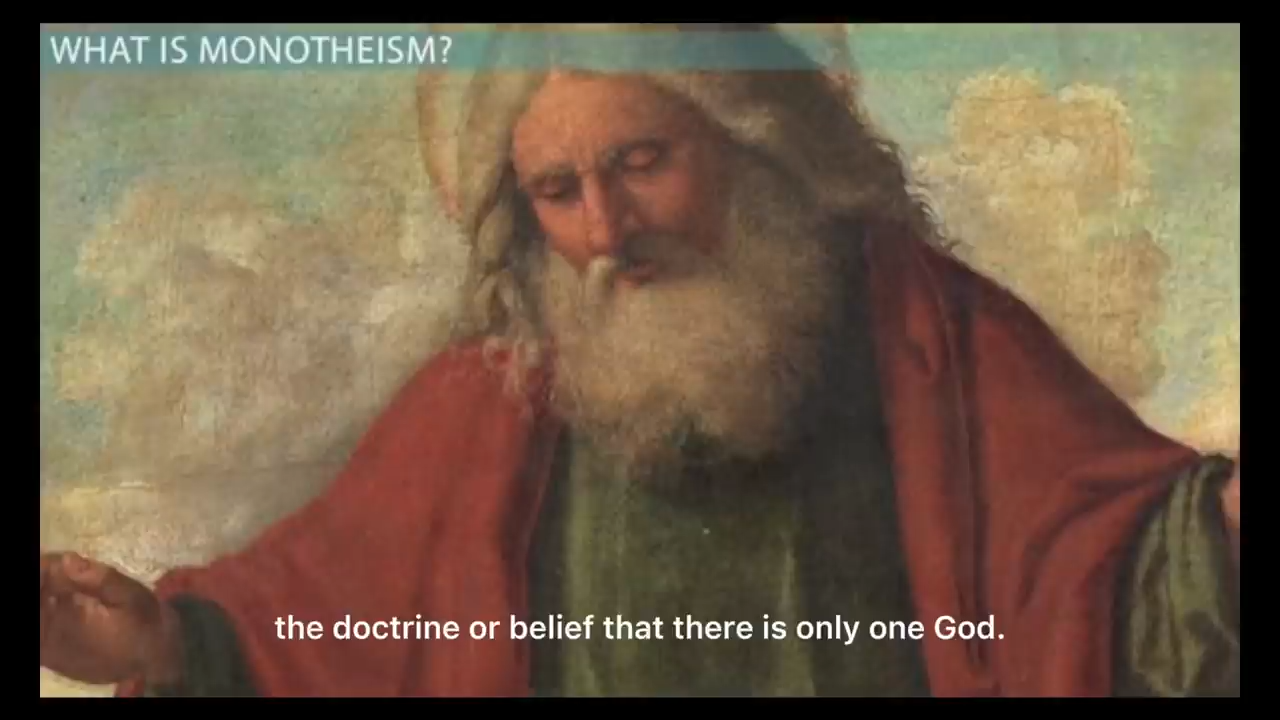 WHAT IS MONOTHEISM?
the doctrine or belief that there is only one God.